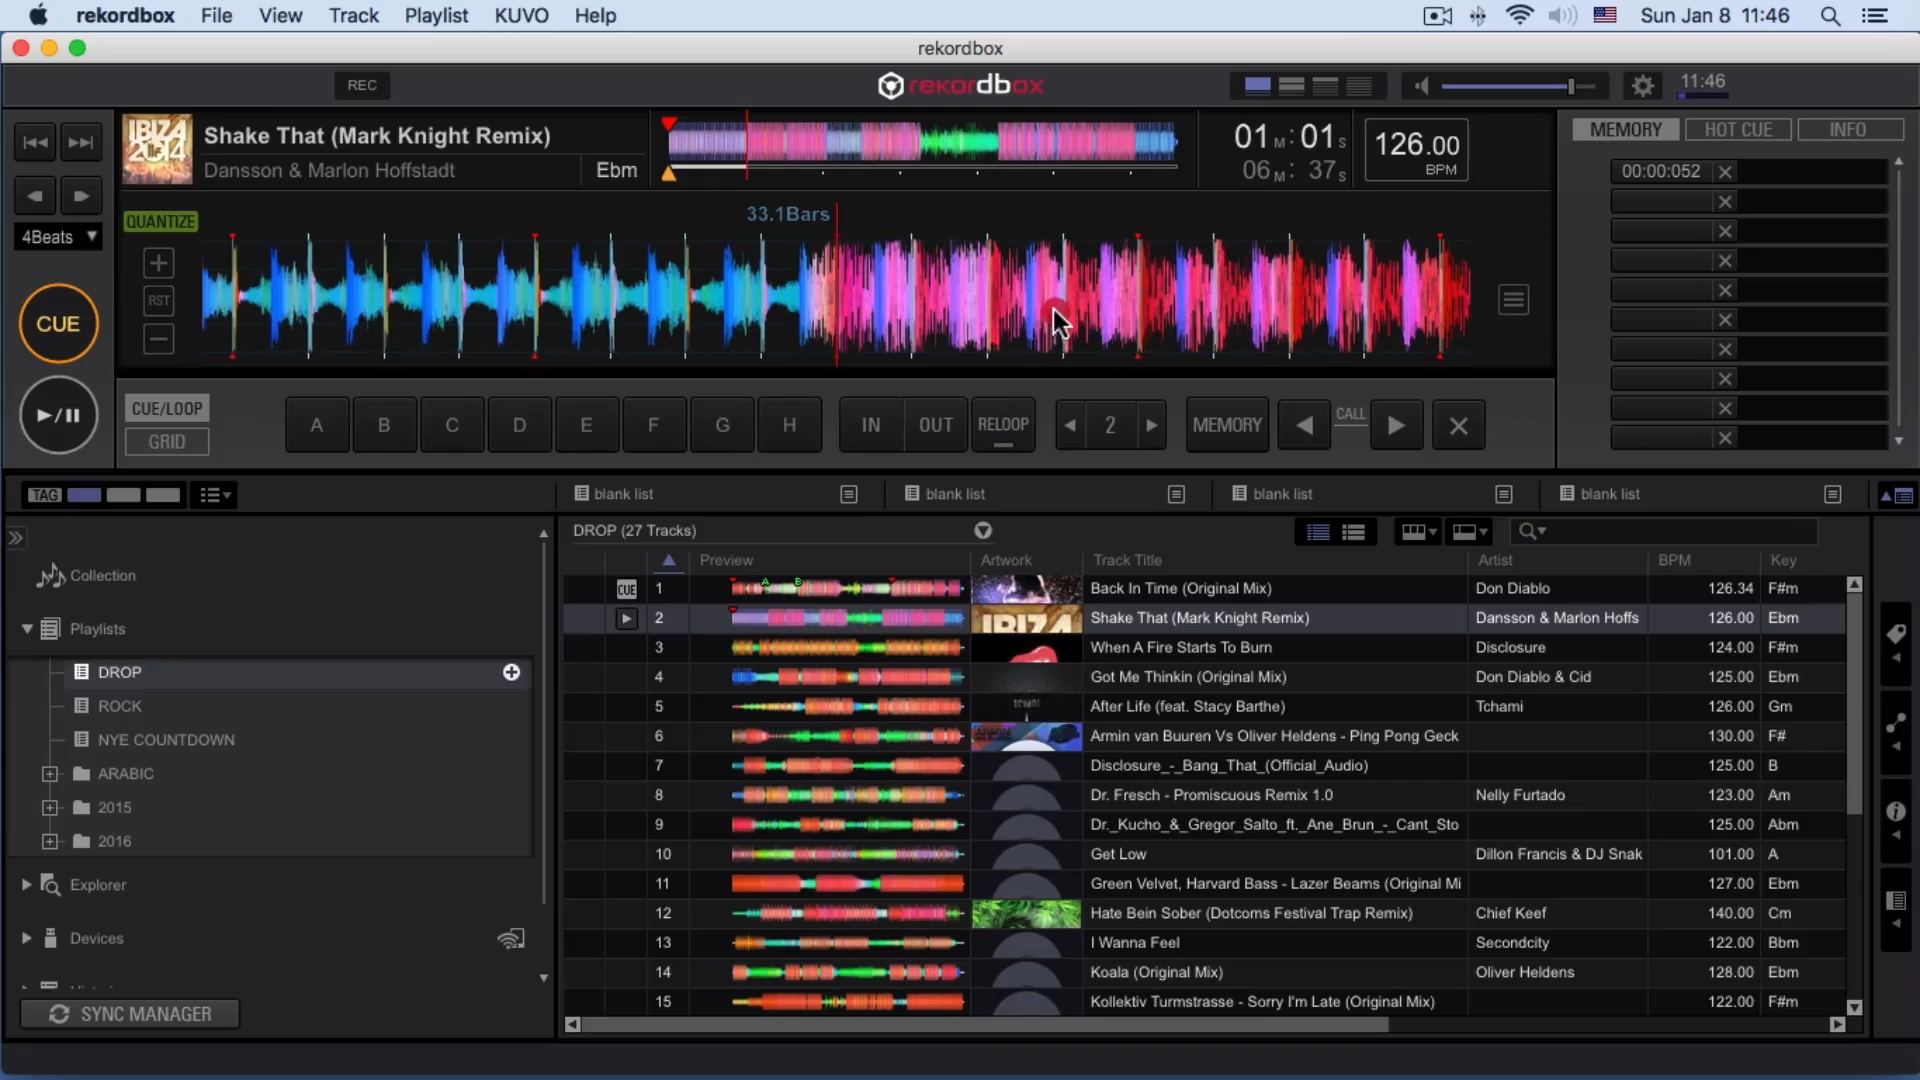 rekordbox File View Track Playlist KUVO Help Sun Jan 8 11:46
rekordbox
REC rekordbox 11:46
IBIZA 2014
Shake That (Mark Knight Remix)
Dansson & Marlon Hoffstadt Ebm
01 M: 01 S
06 M: 37 S
126.00
BPM
MEMORY HOT CUE INFO
00:00:052
4Beats
QUANTIZE
33.1Bars
RST
CUE
CUE/LOOP
GRID
A B C D E F G H IN OUT RELOOP 2 MEMORY CALL
TAG
blank list blank list blank list blank list
DROP (27 Tracks)
Collection
Playlists
DROP
ROCK
NYE COUNTDOWN
ARABIC
2015
2016
Explorer
Devices
SYNC MANAGER
Preview Artwork Track Title Artist BPM Key
CUE 1 A B Back In Time (Original Mix) Don Diablo 126.34 F#m
2 IBIZA Shake That (Mark Knight Remix) Dansson & Marlon Hoffs 126.00 Ebm
3 When A Fire Starts To Burn Disclosure 124.00 F#m
4 Got Me Thinkin (Original Mix) Don Diablo & Cid 125.00 Ebm
5 TCHAMI After Life (feat. Stacy Barthe) Tchami 126.00 Gm
6 Armin van Buuren Vs Oliver Heldens - Ping Pong Geck 130.00 F#
7 Disclosure_-_Bang_That_(Official_Audio) 125.00 B
8 Dr. Fresch - Promiscuous Remix 1.0 Nelly Furtado 123.00 Am
9 Dr._Kucho_&_Gregor_Salto_ft._Ane_Brun_-_Cant_Sto 125.00 Abm
10 Get Low Dillon Francis & DJ Snak 101.00 A
11 Green Velvet, Harvard Bass - Lazer Beams (Original Mi 127.00 Ebm
12 Hate Bein Sober (Dotcoms Festival Trap Remix) Chief Keef 140.00 Cm
13 I Wanna Feel Secondcity 122.00 Bbm
14 Koala (Original Mix) Oliver Heldens 128.00 Ebm
15 Kollektiv Turmstrasse - Sorry I'm Late (Original Mix) 122.00 F#m